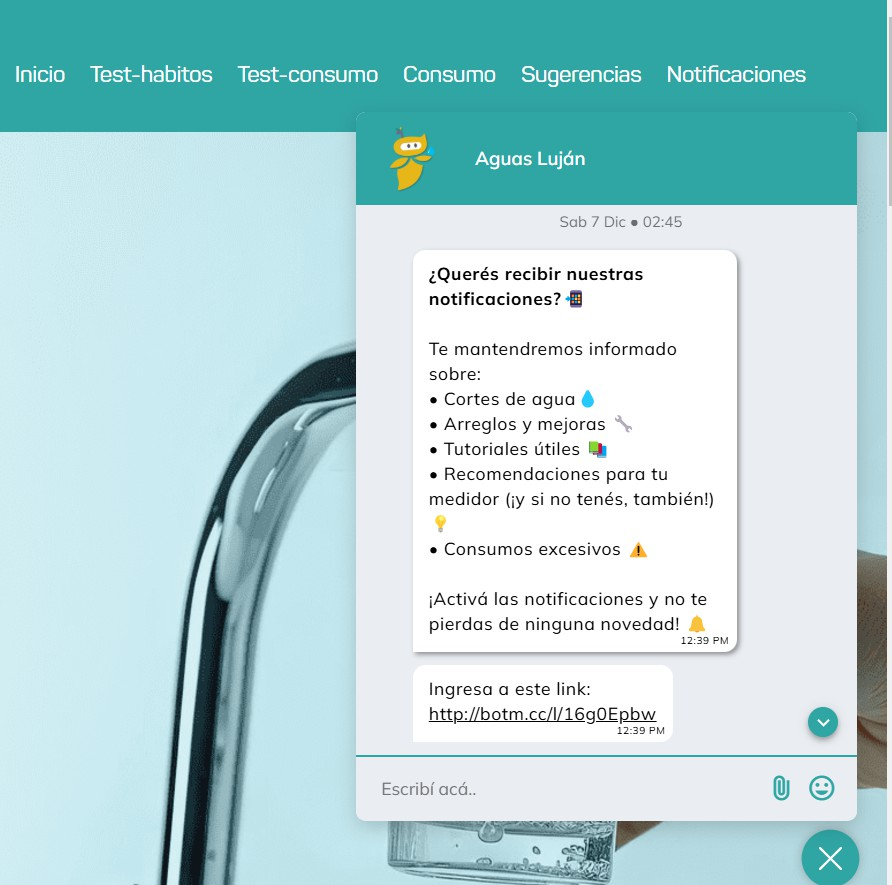 Inicio Test-habitos Test-consumo Consumo Sugerencias Notificaciones
Aguas Luján
Sab 7 Dic ● 02:45
¿Querés recibir nuestras
notificaciones?📲
Te mantendremos informado
sobre:
• Cortes de agua💧
• Arreglos y mejoras 🔧
• Tutoriales útiles 📚
• Recomendaciones para tu
medidor (¡y si no tenés, también!)
💡
• Consumos excesivos ⚠️
¡Activá las notificaciones y no te
pierdas de ninguna novedad! 🔔
12:39 PM
Ingresa a este link:
http://botm.cc/l/16g0Epbw
12:39 PM
Escribí acá..